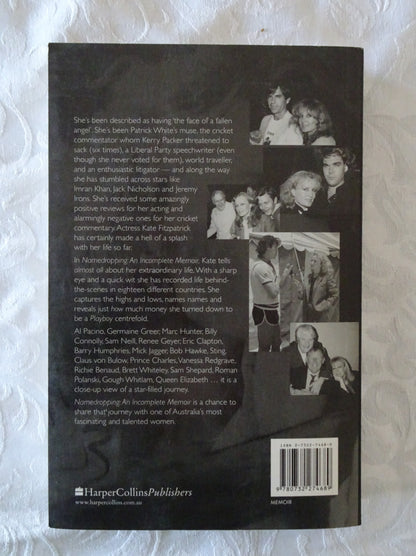 She's been described as having 'the face of a fallen
angel'. She's been Patrick White's muse, the cricket
commentator whom Kerry Packer threatened to
sack (six times), a Liberal Party speechwriter (even
though she never voted for them), world traveller,
and an enthusiastic litigator — and along the way
she has stumbled across stars like
Imran Khan, Jack Nicholson and Jeremy
Irons. She's received some amazingly
positive reviews for her acting and
alarmingly negative ones for her cricket
commentary. Actress Kate Fitzpatrick
has certainly made a hell of a splash
with her life so far.
In Namedropping: An Incomplete Memoir, Kate tells
almost all about her extraordinary life. With a sharp
eye and a quick wit she has recorded life behind-
the-scenes in eighteen different countries. She
captures the highs and lows, names names and
reveals just how much money she turned down
to be a Playboy centrefold.
Al Pacino, Germaine Greer, Marc Hunter, Billy
Connolly, Sam Neill, Renee Geyer, Eric Clapton,
Barry Humphries, Mick Jagger, Bob Hawke, Sting,
Claus von Bulow, Prince Charles, Vanessa Redgrave,
Richie Benaud, Brett Whiteley, Sam Shepard, Roman
Polanski, Gough Whitlam, Queen Elizabeth ... it is a
close-up view of a star-filled journey.
Namedropping: An Incomplete Memoir is a chance to
share that journey with one of Australia's most
fascinating and talented women.
ISBN 0-7322-7468-9
9 780732 274689
HarperCollinsPublishers
www.harpercollins.com.au
MEMOIR